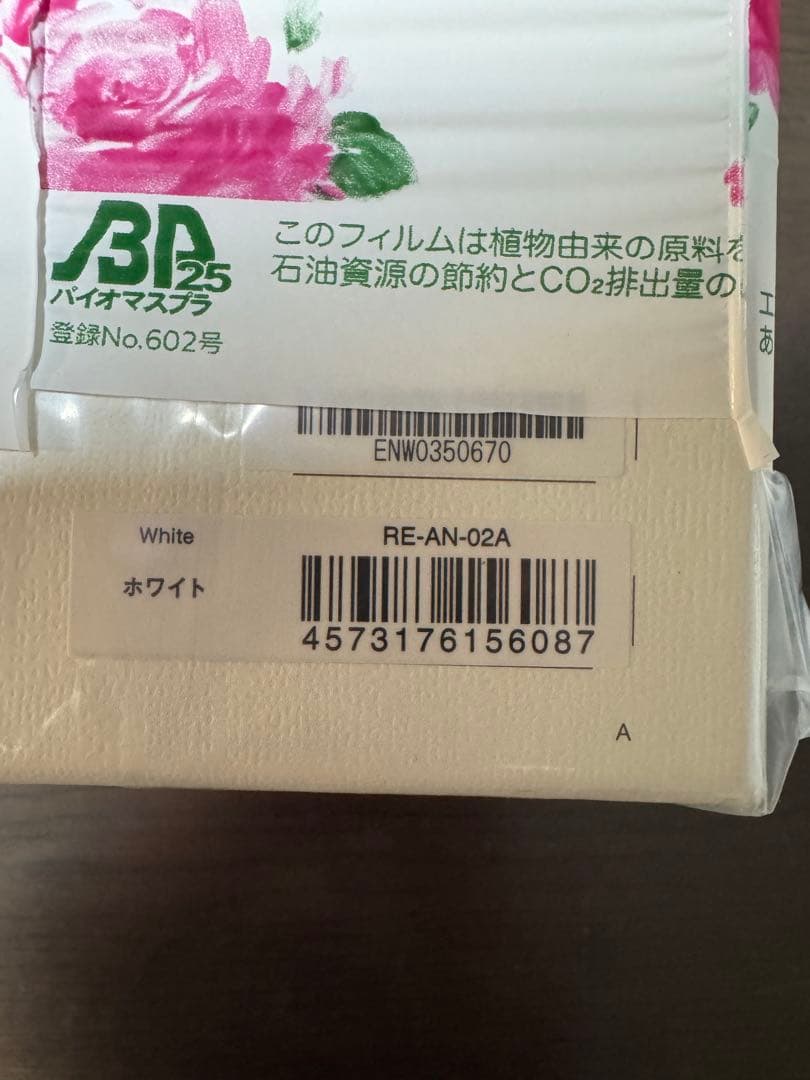 BP
25
バイオマスプラ
登録No.602号
このフィルムは植物由来の原料を
石油資源の節約とCO₂排出量の
エ
あ
ENW0350670
White
RE-AN-02A
ホワイト
4573176156087
A